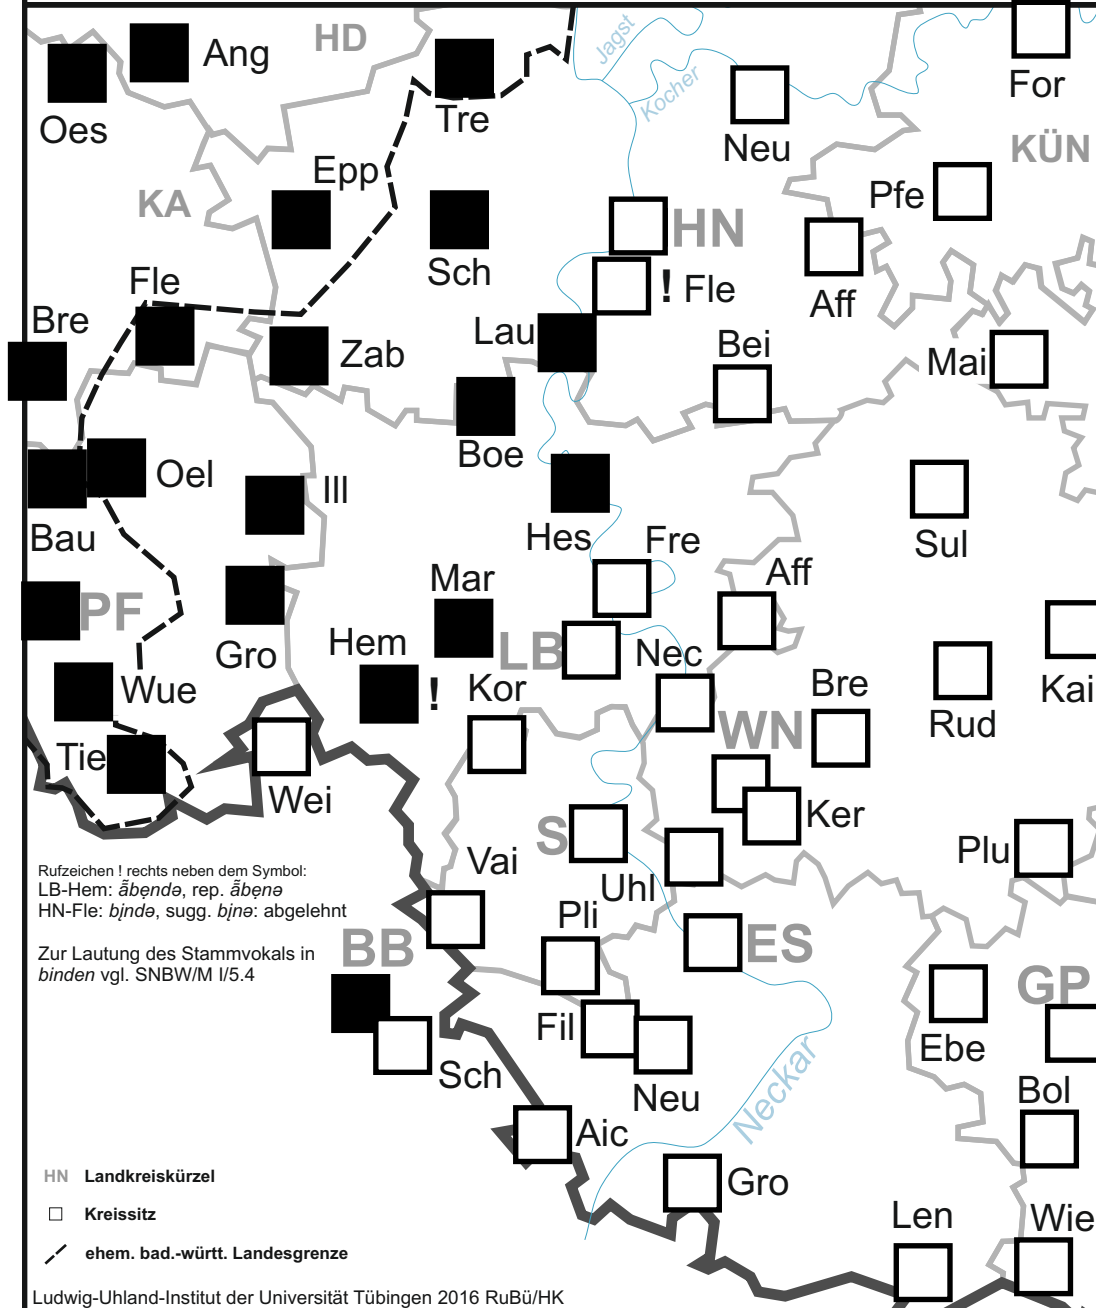 Ang
HD
Jagst
For
Oes
Tre
Kocher
Neu
KÜN
Epp
KA
Pfe
HN
Sch
Fle
! Fle
Aff
Bre
Lau
Zab
Bei
Mai
Boe
Oel
Ill
Bau
Hes
Fre
Sul
Mar
Aff
PF
Gro
Hem
LB
Nec
Wue
!
Kor
Bre
Rud
Kai
WN
Tie
Wei
Ker
S
Vai
Uhl
Plu
Rufzeichen ! rechts neben dem Symbol:
LB-Hem: ãbẹndə, rep. ãbẹnə
HN-Fle: bịndə, sugg. bịnə: abgelehnt
Pli
BB
ES
Zur Lautung des Stammvokals in
binden vgl. SNBW/M I/5.4
GP
Fil
Ebe
Sch
Neu
Neckar
Bol
Aic
HN Landkreiskürzel
Gro
Kreissitz
Len
Wie
ehem. bad.-württ. Landesgrenze
Ludwig-Uhland-Institut der Universität Tübingen 2016 RuBü/HK